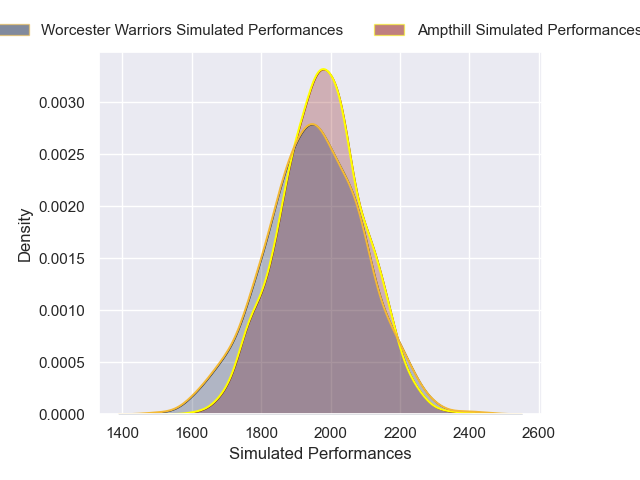 Worcester Warriors Simulated Performances
Ampthill Simulated Performances
0.0030
0.0025
0.0020
0.0015
0.0010
0.0005
0.0000
Density
1400 1600 1800 2000 2200 2400 2600
Simulated Performances